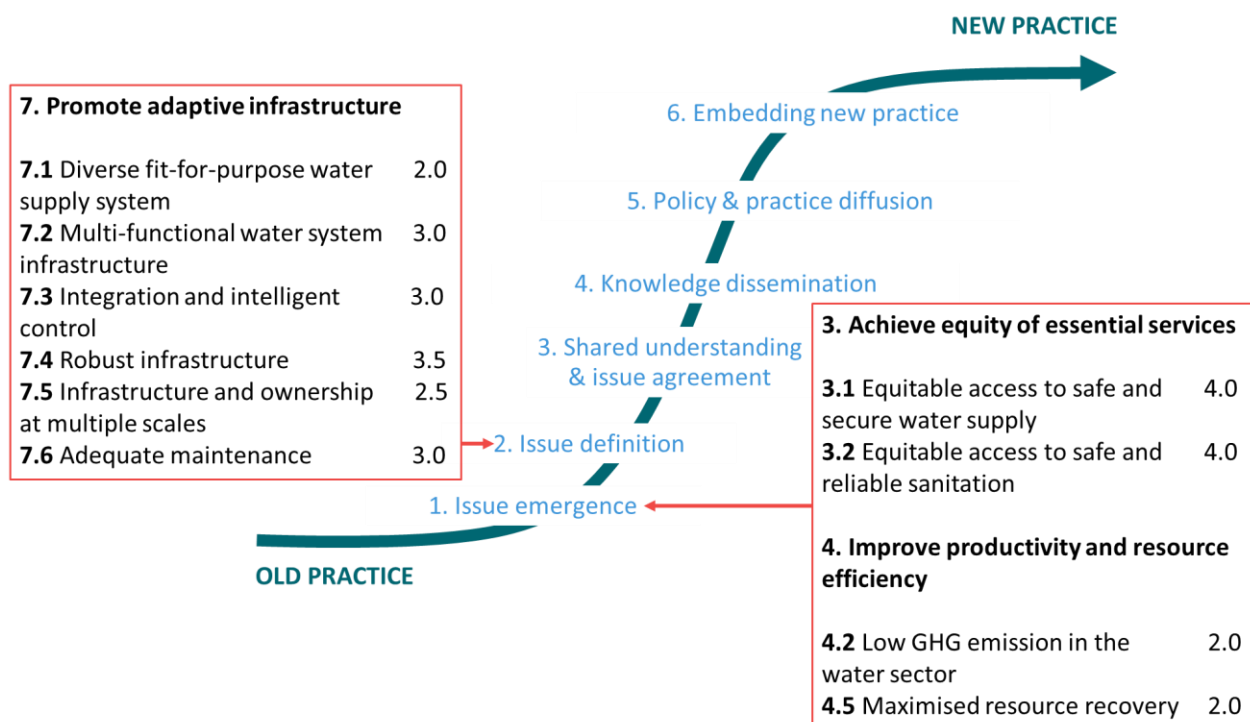 NEW PRACTICE
7. Promote adaptive infrastructure
7.1 Diverse fit-for-purpose water 2.0
supply system
7.2 Multi-functional water system 3.0
infrastructure
7.3 Integration and intelligent 3.0
control
7.4 Robust infrastructure 3.5
7.5 Infrastructure and ownership 2.5
at multiple scales
7.6 Adequate maintenance 3.0
6. Embedding new practice
5. Policy & practice diffusion
4. Knowledge dissemination
3. Shared understanding
& issue agreement
2. Issue definition
1. Issue emergence
OLD PRACTICE
3. Achieve equity of essential services
3.1 Equitable access to safe and 4.0
secure water supply
3.2 Equitable access to safe and 4.0
reliable sanitation
4. Improve productivity and resource
efficiency
4.2 Low GHG emission in the 2.0
water sector
4.5 Maximised resource recovery 2.0